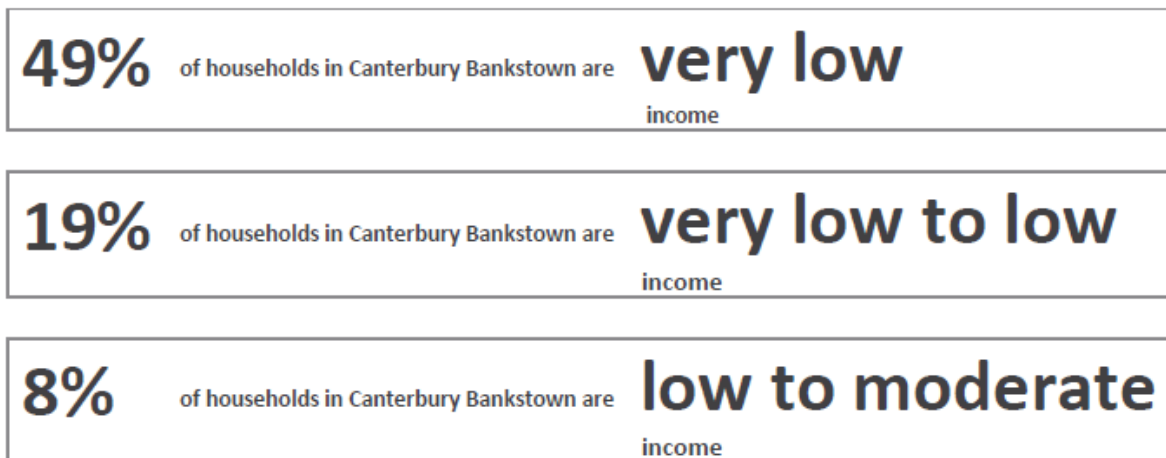 49% of households in Canterbury Bankstown are very low
income
19% of households in Canterbury Bankstown are very low to low
income
8% of households in Canterbury Bankstown are low to moderate
income